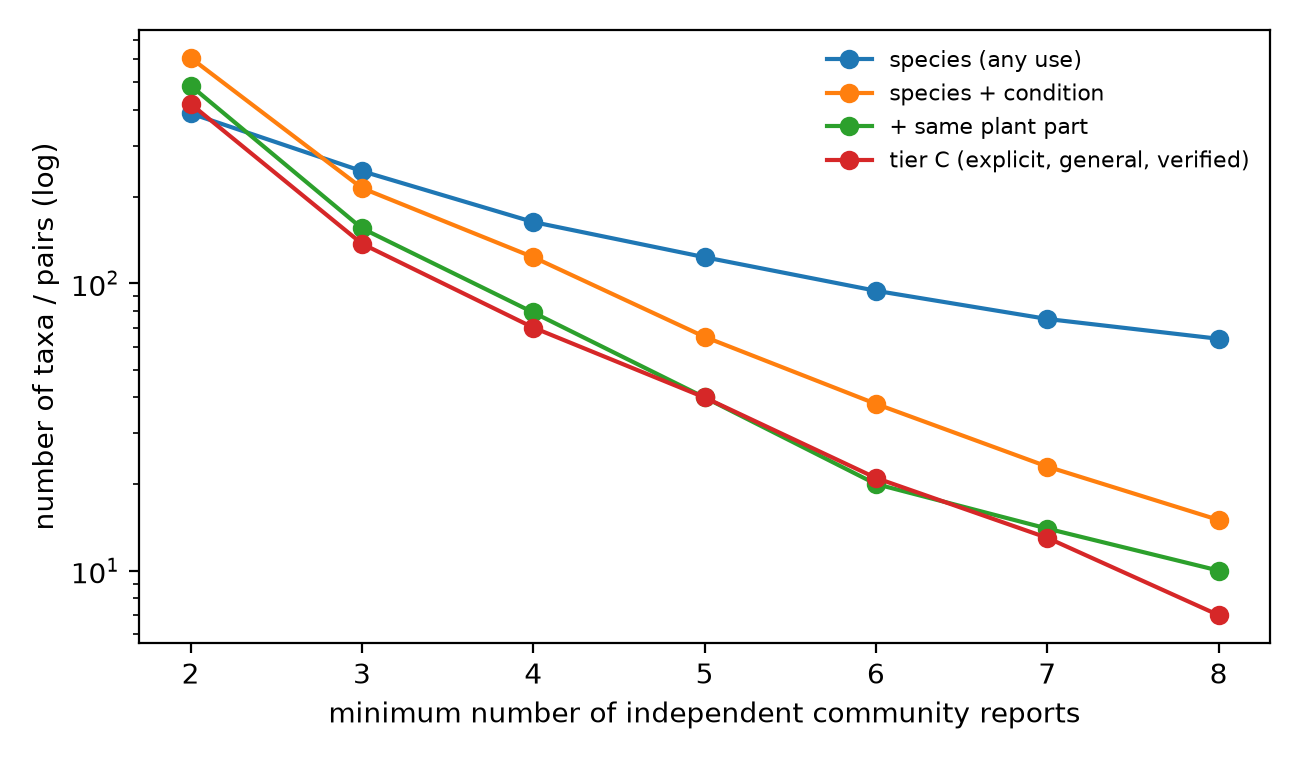 species (any use)
species + condition
+ same plant part
tier C (explicit, general, verified)
number of taxa / pairs (log)
10²
10¹
2 3 4 5 6 7 8
minimum number of independent community reports